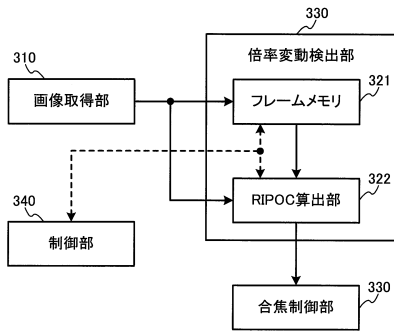 330
倍率変動検出部
310
画像取得部
321
フレームメモリ
322
RIPOC算出部
340
制御部
330
合焦制御部